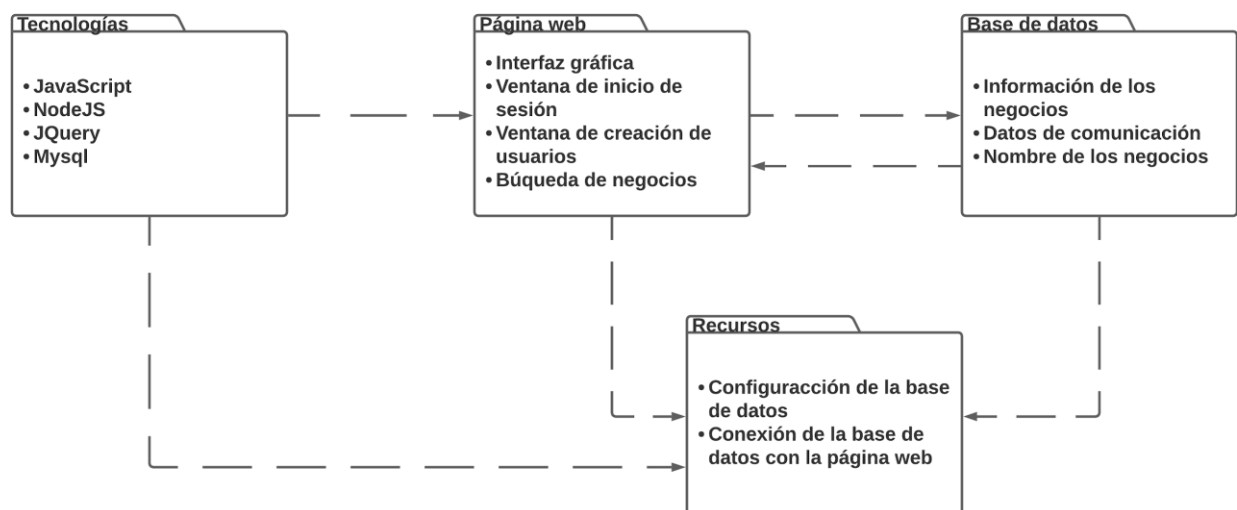 Tecnologías
• JavaScript
• NodeJS
• JQuery
• Mysql
Página web
• Interfaz gráfica
• Ventana de inicio de
sesión
• Ventana de creación de
usuarios
• Búqueda de negocios
Base de datos
• Información de los
negocios
• Datos de comunicación
• Nombre de los negocios
Recursos
• Configuracción de la base
de datos
• Conexión de la base de
datos con la página web